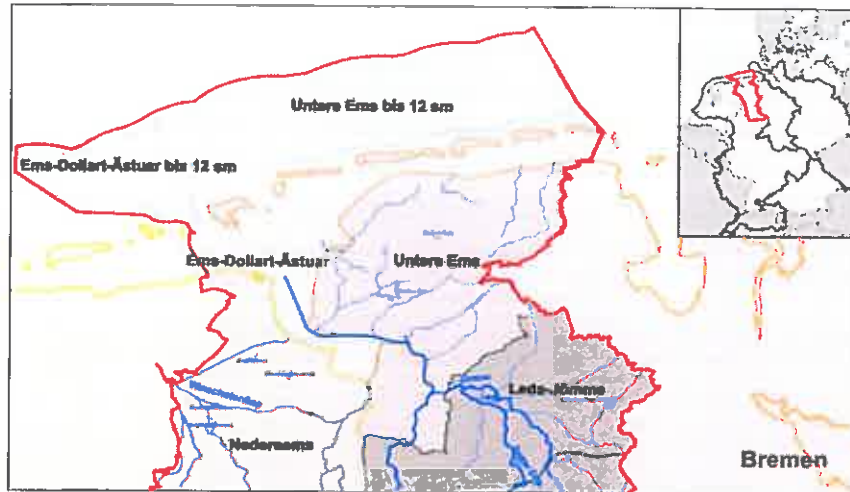 Untere Ems bis 12 sm
Ems-Dollart-Ästuar bis 12 sm
Ems-Dollart-Ästuar
Untere Ems
Leda-Jümme
Nedereems
Bremen